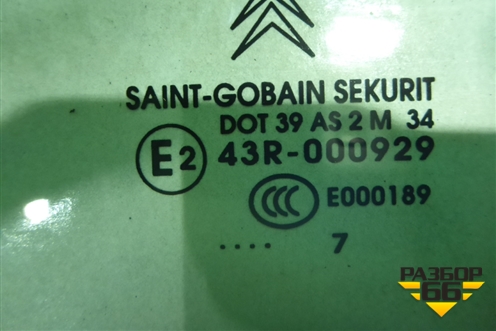 SAINT-GOBAIN SEKURIT
DOT 39 AS 2 M 34
E2 43R-000929
CCC E000189
.... 7
РАЗБОР
66